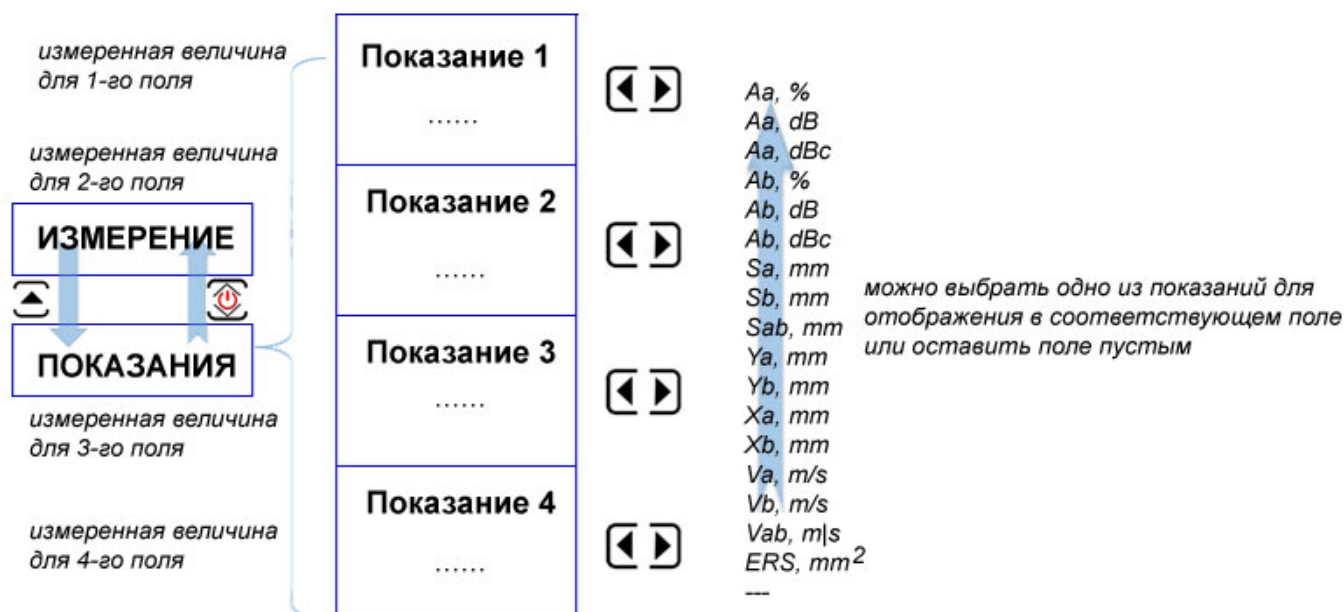 измеренная величина
для 1-го поля
измеренная величина
для 2-го поля
ИЗМЕРЕНИЕ
ПОКАЗАНИЯ
измеренная величина
для 3-го поля
измеренная величина
для 4-го поля
Показание 1
......
Показание 2
......
Показание 3
......
Показание 4
......
Aa, %
Aa, dB
Aa, dBc
Ab, %
Ab, dB
Ab, dBc
Sa, mm
Sb, mm
Sab, mm
Ya, mm
Yb, mm
Xa, mm
Xb, mm
Va, m/s
Vb, m/s
Vab, m|s
ERS, mm²
---
можно выбрать одно из показаний для
отображения в соответствующем поле
или оставить поле пустым